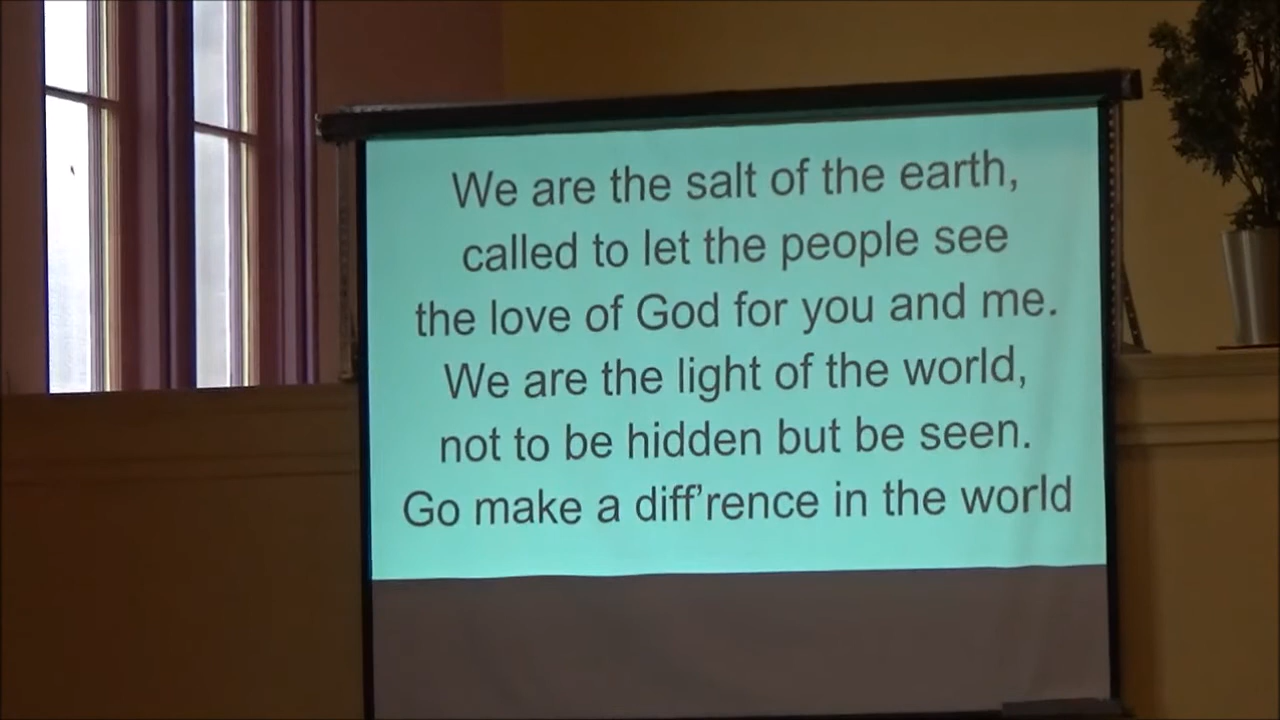 We are the salt of the earth,
called to let the people see
the love of God for you and me.
We are the light of the world,
not to be hidden but be seen.
Go make a diff’rence in the world